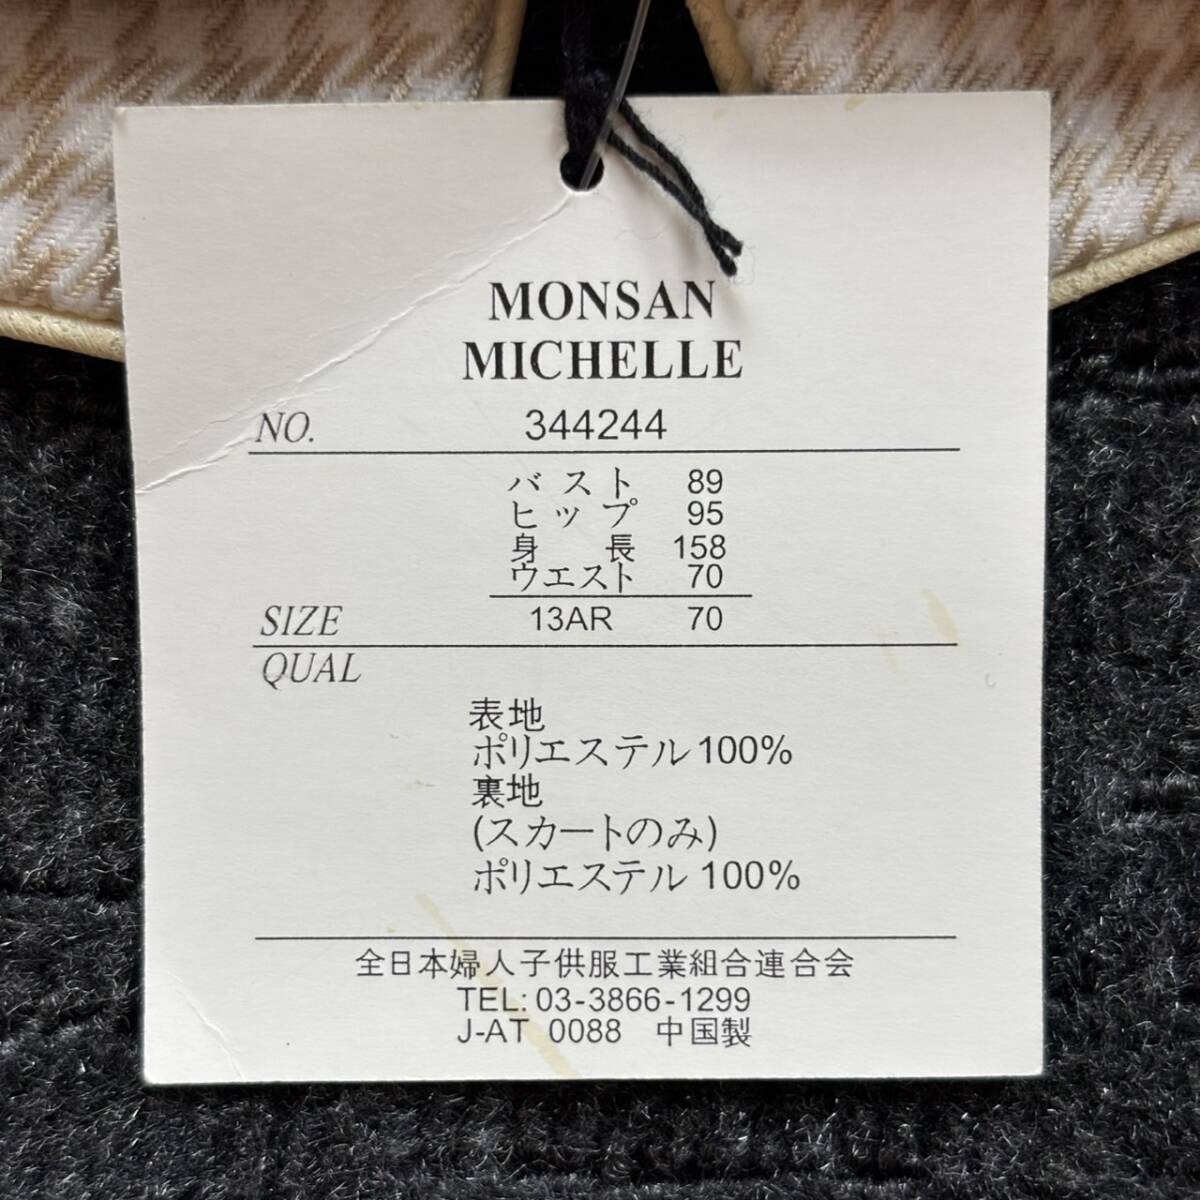 MONSAN
MICHELLE
NO. 344244
バスト 89
ヒップ 95
身長 158
ウエスト 70
SIZE 13AR 70
QUAL
表地
ポリエステル100%
裏地
(スカートのみ)
ポリエステル 100%
全日本婦人子供服工業組合連合会
TEL: 03-3866-1299
J-AT 0088 中国製